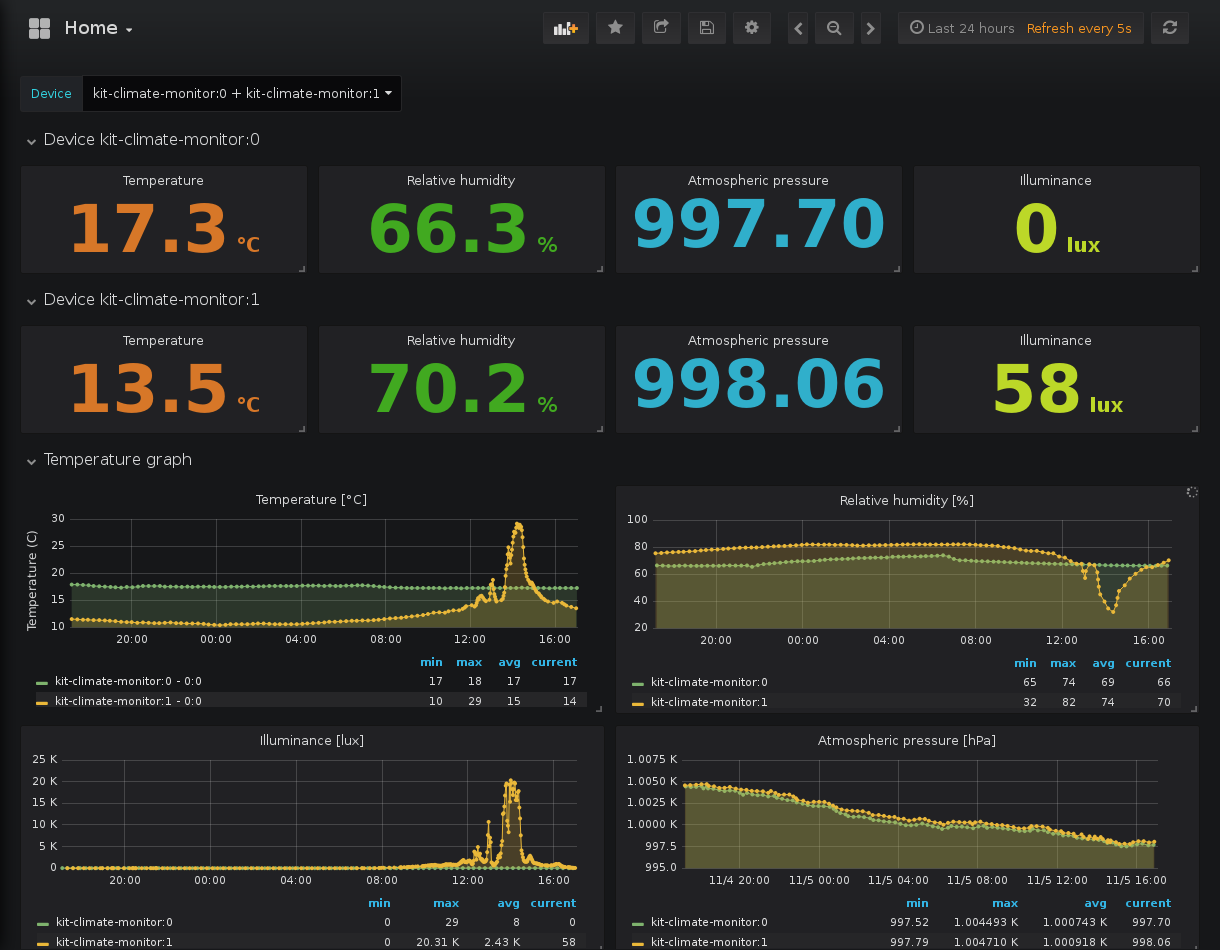 Home
Last 24 hours Refresh every 5s
Device kit-climate-monitor:0 + kit-climate-monitor:1
Device kit-climate-monitor:0
Temperature
17.3 °C
Relative humidity
66.3 %
Atmospheric pressure
997.70
Illuminance
0 lux
Device kit-climate-monitor:1
Temperature
13.5 °C
Relative humidity
70.2 %
Atmospheric pressure
998.06
Illuminance
58 lux
Temperature graph
Temperature [°C]
Temperature (C)
30
25
20
15
10
20:00 00:00 04:00 08:00 12:00 16:00
min max avg current
kit-climate-monitor:0 - 0:0 17 18 17 17
kit-climate-monitor:1 - 0:0 10 29 15 14
Relative humidity [%]
100
80
60
40
20
20:00 00:00 04:00 08:00 12:00 16:00
min max avg current
kit-climate-monitor:0 65 74 69 66
kit-climate-monitor:1 32 82 74 70
Illuminance [lux]
25 K
20 K
15 K
10 K
5 K
0
20:00 00:00 04:00 08:00 12:00 16:00
min max avg current
kit-climate-monitor:0 0 29 8 0
kit-climate-monitor:1 0 20.31 K 2.43 K 58
Atmospheric pressure [hPa]
1.0075 K
1.0050 K
1.0025 K
1.0000 K
997.5
995.0
11/4 20:00 11/5 00:00 11/5 04:00 11/5 08:00 11/5 12:00 11/5 16:00
min max avg current
kit-climate-monitor:0 997.52 1.004493 K 1.000743 K 997.70
kit-climate-monitor:1 997.79 1.004710 K 1.000918 K 998.06